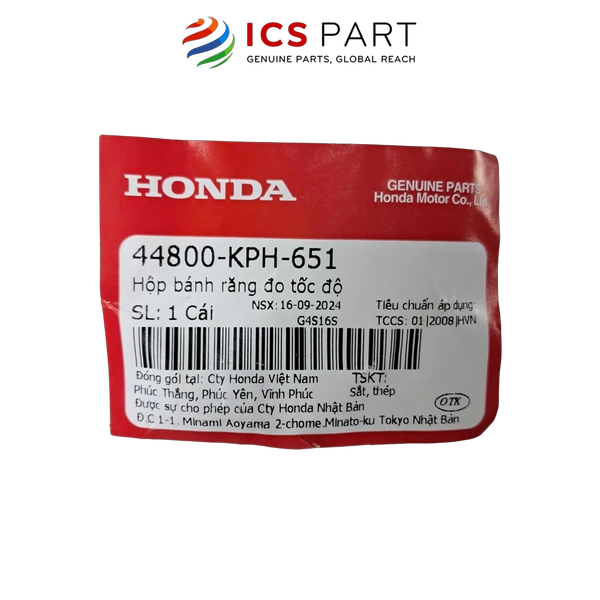 ICS PART
GENUINE PARTS, GLOBAL REACH
HONDA
GENUINE PARTS
Honda Motor Co., Ltd.
44800-KPH-651
Hộp bánh răng đo tốc độ
SL: 1 Cái
NSX: 16-09-2024
G4S16S
Tiêu chuẩn áp dụng:
TCCS: 01|2008|HVN
Đóng gói tại: Cty Honda Việt Nam
Phúc Thắng, Phúc Yên, Vĩnh Phúc
TSKT:
Sắt, thép
Được sự cho phép của Cty Honda Nhật Bản
Đ.C 1-1, Minami Aoyama 2-chome,Minato-ku Tokyo Nhật Bản
OTK